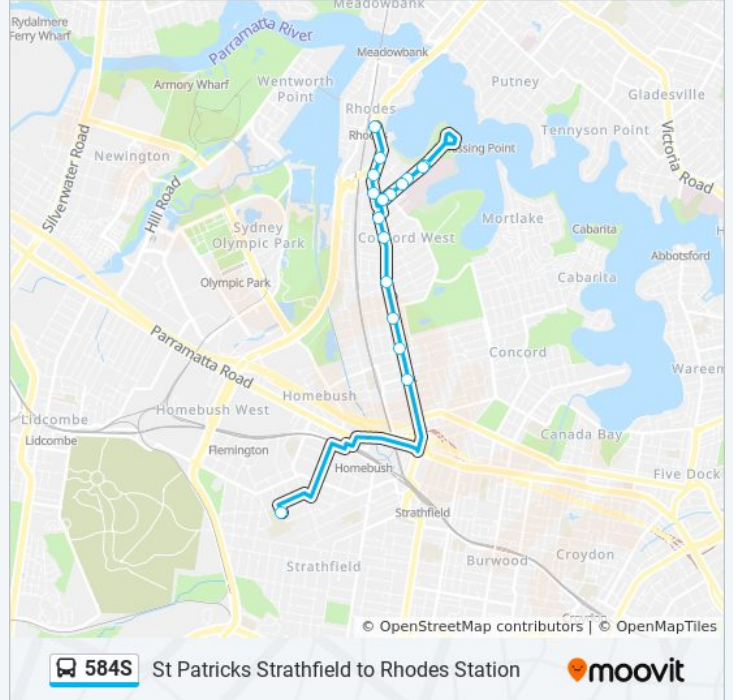 Meadowbank
Rydalmere
Ferry Wharf
Parramatta River
Meadowbank
Armory Wharf
Wentworth
Point
Putney
Gladesville
Rhodes
Tennyson Point
Newington
Silverwater Road
Hill Road
Victoria Road
Mortlake
Sydney
Olympic Park
Cabarita
Abbotsford
Olympic Park
Cabarita
Parramatta Road
Concord
Homebush
Lidcombe
Homebush West
Lidcombe
Flemington
Canada Bay
Homebush
Five Dock
Strathfield
Croydon
Burwood
Strathfield
© OpenStreetMap contributors | © OpenMapTiles
584S St Patricks Strathfield to Rhodes Station moovit